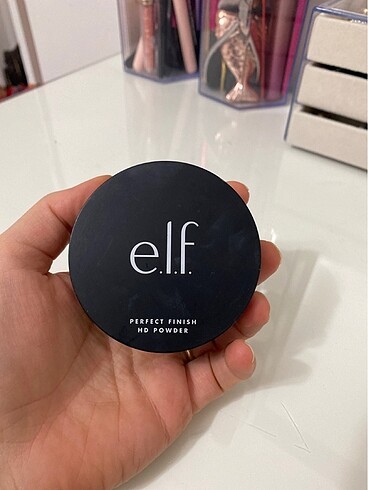 e.l.f.
PERFECT FINISH
HD POWDER